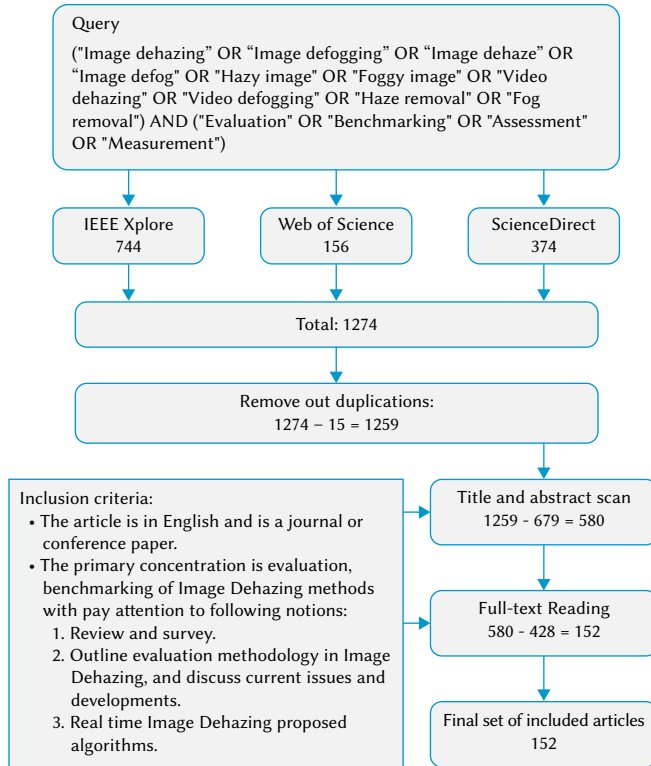 Query
("Image dehazing” OR “Image defogging” OR “Image dehaze” OR
“Image defog" OR "Hazy image" OR "Foggy image" OR "Video
dehazing" OR "Video defogging" OR "Haze removal" OR "Fog
removal") AND ("Evaluation" OR "Benchmarking" OR "Assessment"
OR "Measurement")
IEEE Xplore
744
Web of Science
156
ScienceDirect
374
Total: 1274
Remove out duplications:
1274 – 15 = 1259
Inclusion criteria:
• The article is in English and is a journal or
conference paper.
• The primary concentration is evaluation,
benchmarking of Image Dehazing methods
with pay attention to following notions:
1. Review and survey.
2. Outline evaluation methodology in Image
Dehazing, and discuss current issues and
developments.
3. Real time Image Dehazing proposed
algorithms.
Title and abstract scan
1259 - 679 = 580
Full-text Reading
580 - 428 = 152
Final set of included articles
152